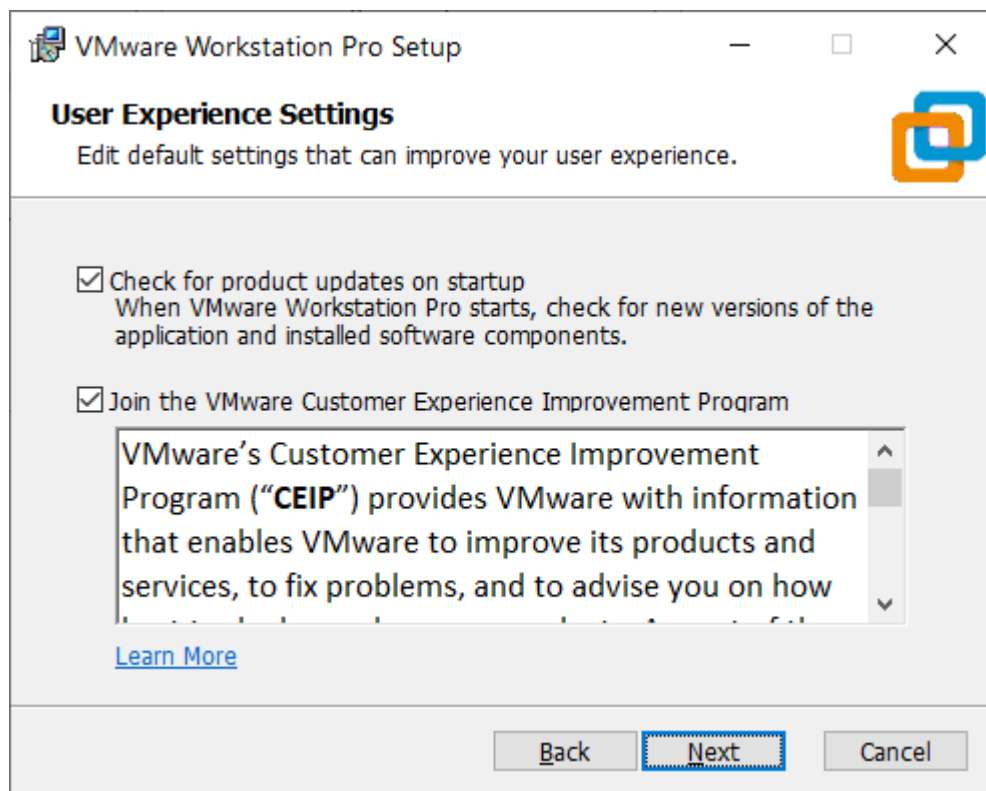 VMware Workstation Pro Setup
User Experience Settings
Edit default settings that can improve your user experience.
Check for product updates on startup
When VMware Workstation Pro starts, check for new versions of the
application and installed software components.
Join the VMware Customer Experience Improvement Program
VMware’s Customer Experience Improvement
Program (“CEIP”) provides VMware with information
that enables VMware to improve its products and
services, to fix problems, and to advise you on how
Learn More
Back
Next
Cancel